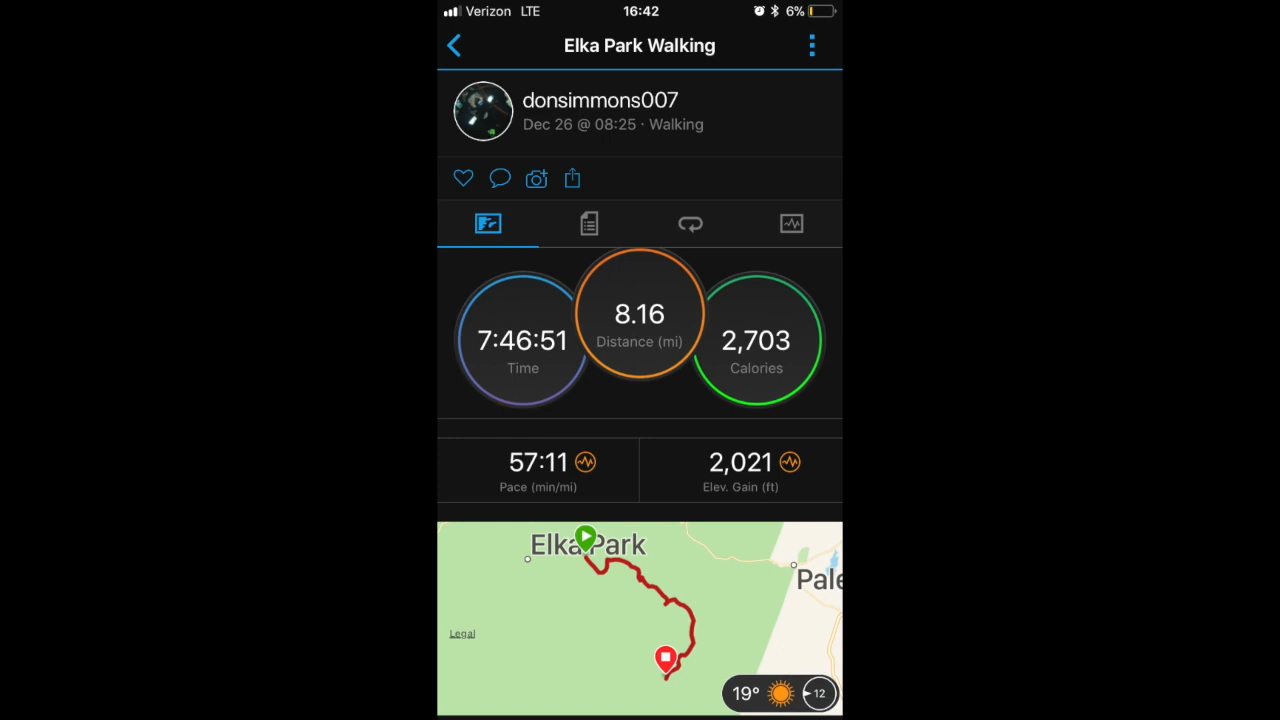 Verizon LTE 16:42 6%
Elka Park Walking
donsimmons007
Dec 26 @ 08:25 · Walking
7:46:51
Time
8.16
Distance (mi)
2,703
Calories
57:11
Pace (min/mi)
2,021
Elev. Gain (ft)
Elka Park
Pale
Legal
19° 12